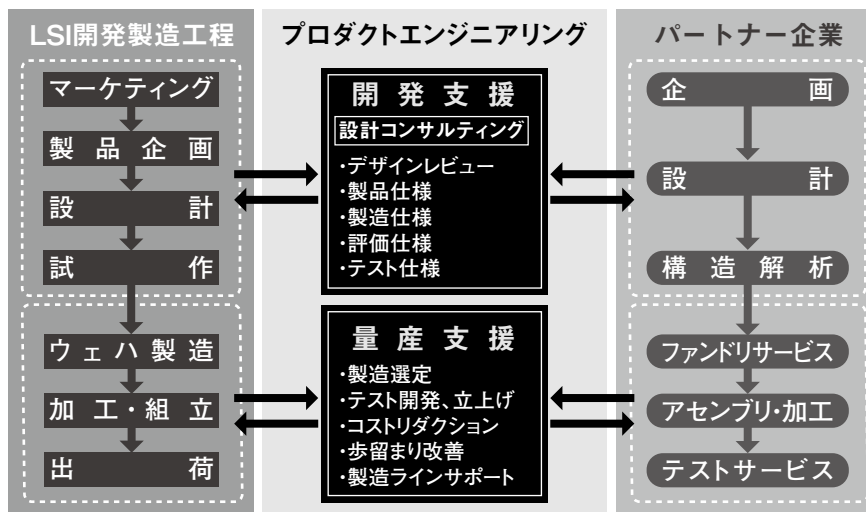 LSI開発製造工程
マーケティング
製品企画
設計
試作
ウェハ製造
加工・組立
出荷
プロダクトエンジニアリング
開発支援
設計コンサルティング
・デザインレビュー
・製品仕様
・製造仕様
・評価仕様
・テスト仕様
量産支援
・製造選定
・テスト開発、立上げ
・コストリダクション
・歩留まり改善
・製造ラインサポート
パートナー企業
企画
設計
構造解析
ファンドリサービス
アセンブリ・加工
テストサービス